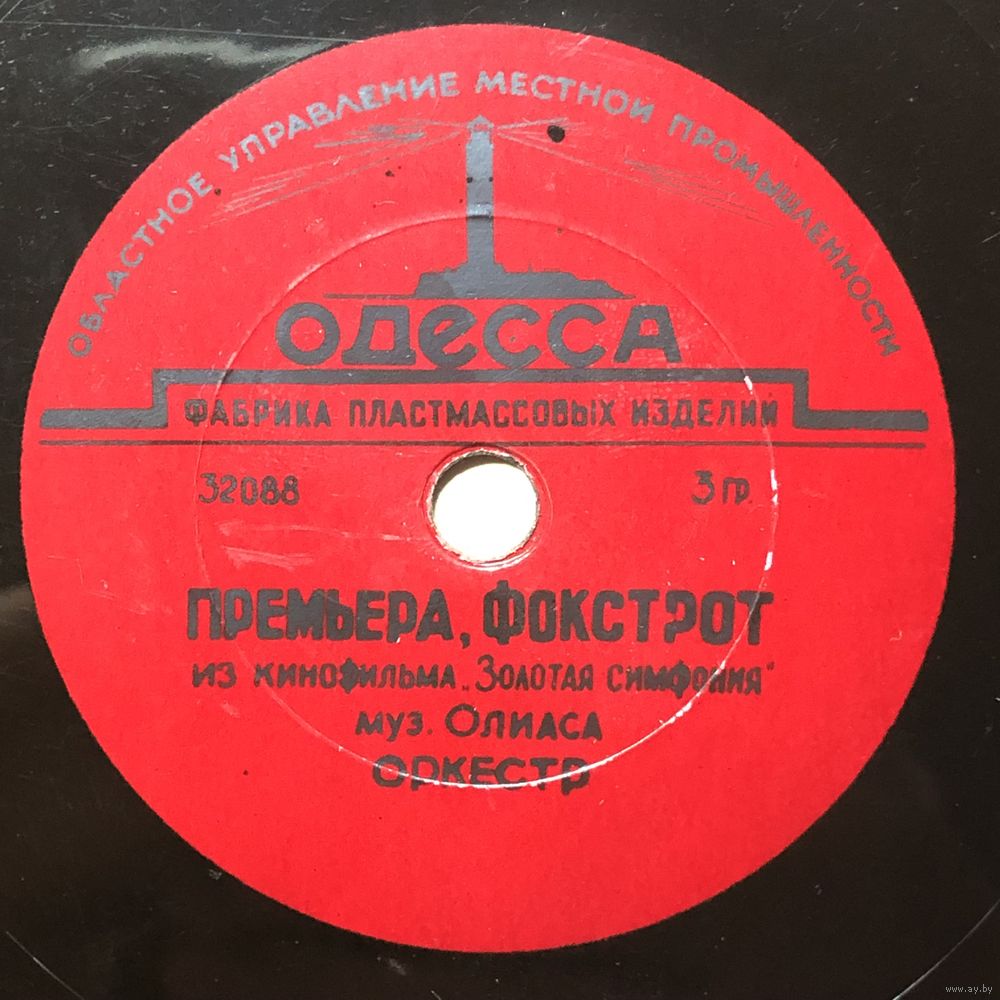 ОБЛАСТНОЕ УПРАВЛЕНИЕ МЕСТНОЙ ПРОМЫШЛЕННОСТИ
ОДЕССА
ФАБРИКА ПЛАСТМАССОВЫХ ИЗДЕЛИЙ
32088 3 гр.
ПРЕМЬЕРА, ФОКСТРОТ
ИЗ КИНОФИЛЬМА „ЗОЛОТАЯ СИМФОНИЯ"
МУЗ. ОЛИАСА
ОРКЕСТР
www.ay.by